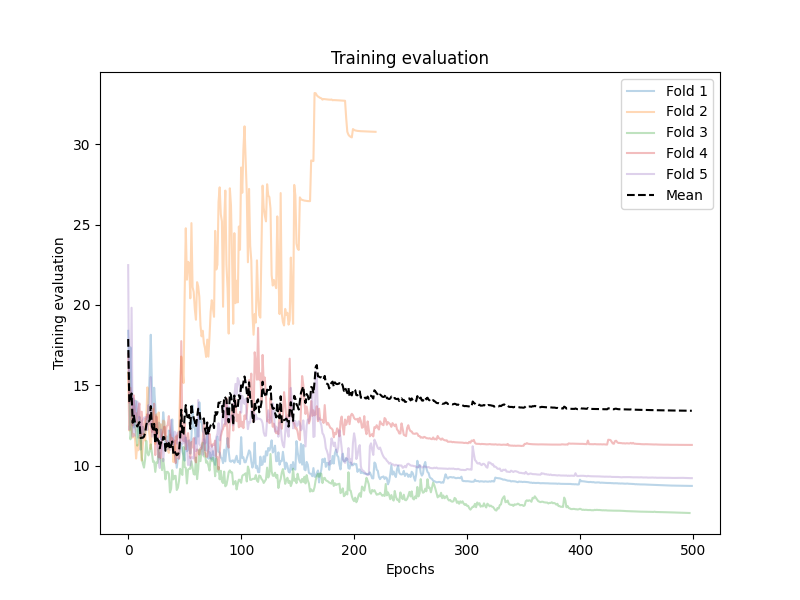 Training evaluation
Fold 1
Fold 2
Fold 3
Fold 4
Fold 5
Mean
Training evaluation
30
25
20
15
10
0 100 200 300 400 500
Epochs